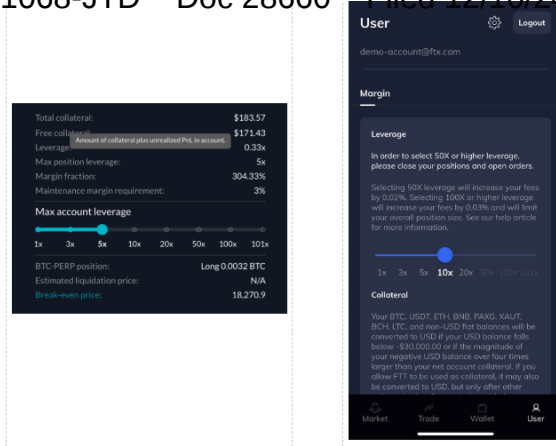 1068-JTD Doc 28660 Filed 12/16/2
User
Logout
demo-account@ftx.com
Margin
Total collateral: $183.57
Free collateral: $171.43
Amount of collateral plus unrealized PnL in account.
Leverage 0.33x
Max position leverage: 5x
Margin fraction: 304.33%
Maintenance margin requirement: 3%
Max account leverage
1x 3x 5x 10x 20x 50x 100x 101x
BTC-PERP position: Long 0.0032 BTC
Estimated liquidation price: N/A
Break-even price: 18,270.9
Leverage
In order to select 50X or higher leverage,
please close your positions and open orders.
Selecting 50X leverage will increase your fees
by 0.02%. Selecting 100X or higher leverage
will increase your fees by 0.03% and will limit
your overall position size. See our help article
for more information.
1x 3x 5x 10x 20x 50x 100x 101x
Collateral
Your BTC, USDT, ETH, BNB, PAXG, XAUT,
BCH, LTC, and non-USD fiat balances will be
converted to USD if your USD balance falls
below -$30,000.00 or if the magnitude of
your negative USD balance over four times
larger than your net account collateral. If you
allow FTT to be used as collateral, it may also
be converted to USD, but only after other
Market Trade Wallet User